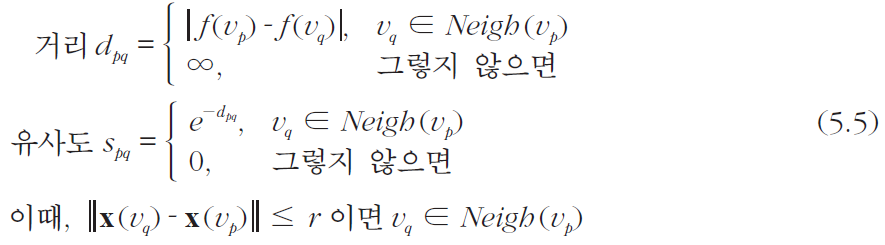 거리 d_pq = { |f(v_p) - f(v_q)|, v_q ∈ Neigh(v_p)
∞, 그렇지 않으면
유사도 s_pq = { e^{-d_pq}, v_q ∈ Neigh(v_p)
0, 그렇지 않으면
(5.5)
이때, ‖x(v_q) - x(v_p)‖ ≤ r 이면 v_q ∈ Neigh(v_p)